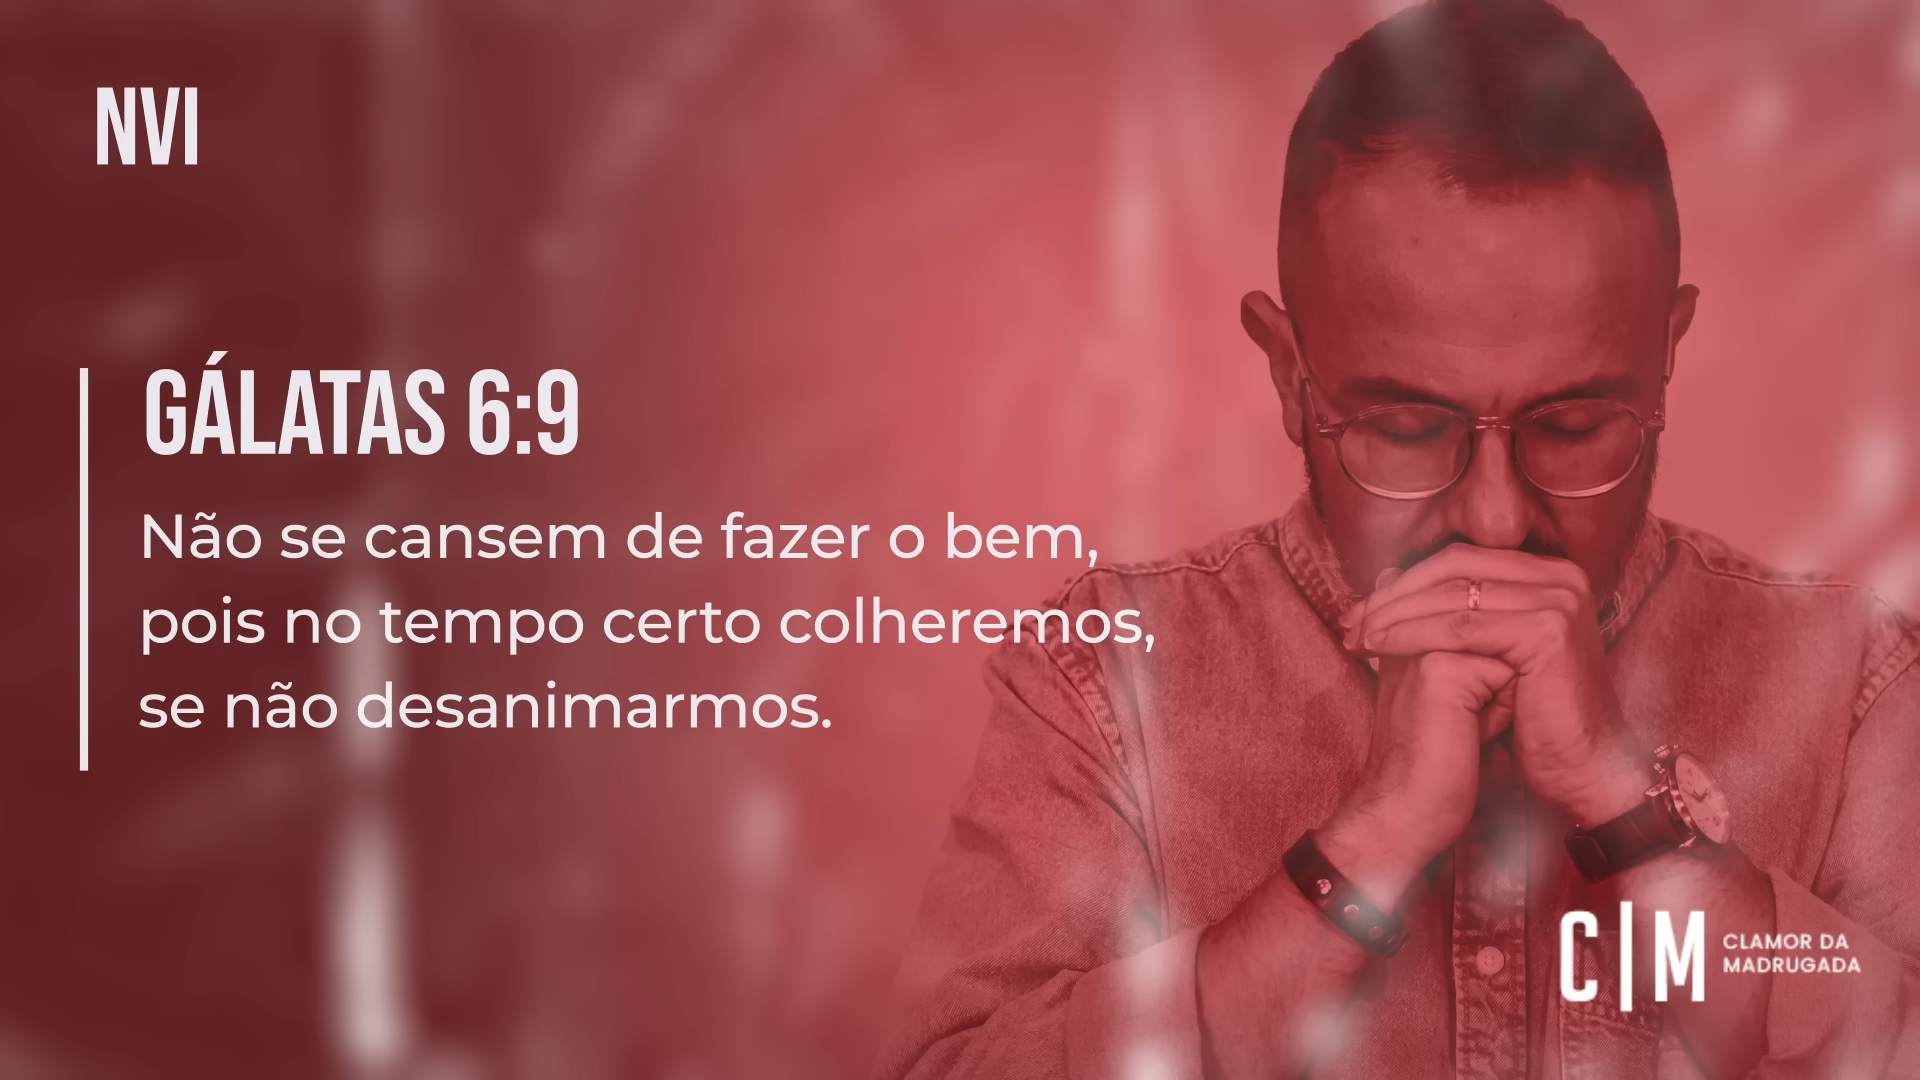 NVI
GÁLATAS 6:9
Não se cansem de fazer o bem,
pois no tempo certo colheremos,
se não desanimarmos.
C|M
CLAMOR DA
MADRUGADA